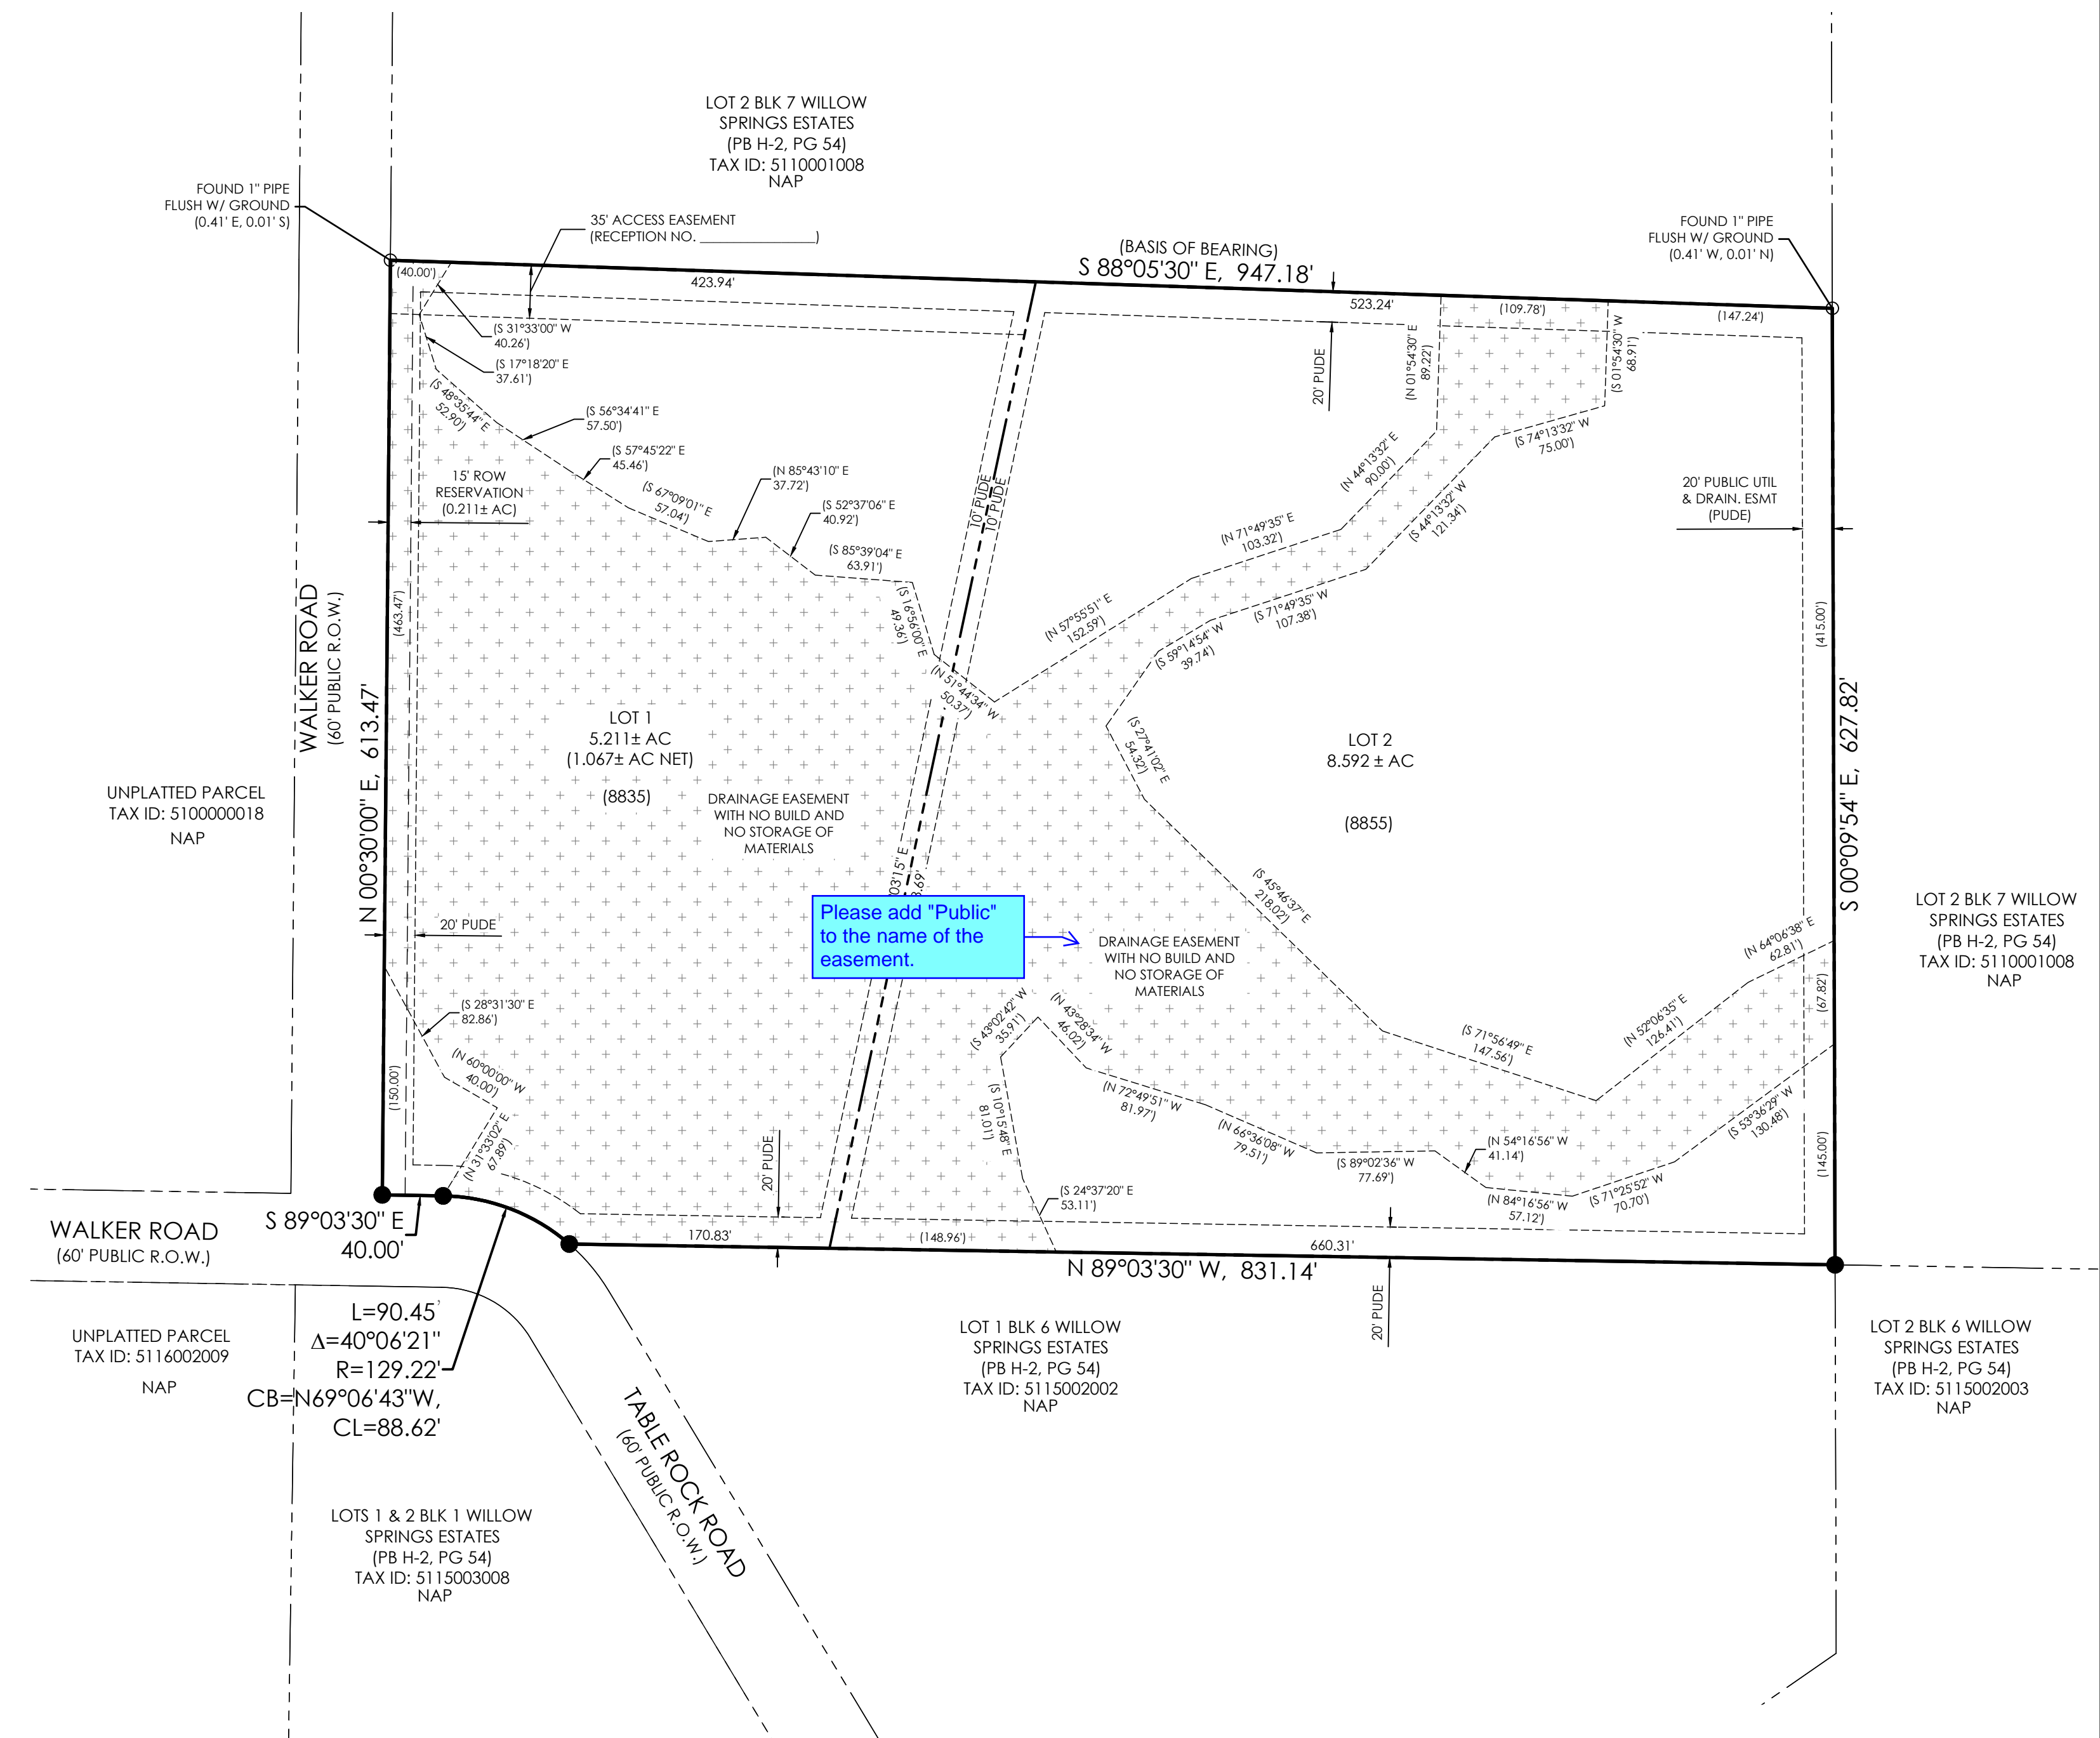 LOT 2 BLK 7 WILLOW
SPRINGS ESTATES
(PB H-2, PG 54)
TAX ID: 5110001008
NAP
FOUND 1" PIPE
FLUSH W/ GROUND
(0.41' E, 0.01' S)
35' ACCESS EASEMENT
(RECEPTION NO. ________________)
(BASIS OF BEARING)
S 88°05'30" E, 947.18'
FOUND 1" PIPE
FLUSH W/ GROUND
(0.41' W, 0.01' N)
(40.00')
423.94'
523.24'
(109.78')
(147.24')
(S 31°33'00" W
40.26')
(S 17°18'20" E
37.61')
(S 48°35'44" E
52.90')
(S 56°34'41" E
57.50')
(S 57°45'22" E
45.46')
(S 67°09'01" E
57.04')
(N 85°43'10" E
37.72')
(S 52°37'06" E
40.92')
(S 85°39'04" E
63.91')
(S 16°56'00" E
49.36')
(N 51°44'34" W
50.37')
15' ROW
RESERVATION
(0.211± AC)
10' PUDE
10' PUDE
20' PUDE
(N 01°54'30" E
89.22')
(S 01°54'30" W
68.91')
(S 74°13'32" W
75.00')
(N 44°13'32" E
90.00')
(S 44°13'32" W
121.34')
(N 71°49'35" E
103.32')
(S 71°49'35" W
107.38')
(N 57°55'51" E
152.59')
(S 59°14'54" W
39.74')
(S 27°41'02" E
54.32')
20' PUBLIC UTIL
& DRAIN. ESMT
(PUDE)
WALKER ROAD
(60' PUBLIC R.O.W.)
N 00°30'00" E, 613.47'
(463.47')
(415.00')
S 00°09'54" E, 627.82'
LOT 1
5.211± AC
(1.067± AC NET)
(8835)
LOT 2
8.592 ± AC
(8855)
DRAINAGE EASEMENT
WITH NO BUILD AND
NO STORAGE OF
MATERIALS
UNPLATTED PARCEL
TAX ID: 5100000018
NAP
03'15" E
.69'
Please add "Public"
to the name of the
easement.
DRAINAGE EASEMENT
WITH NO BUILD AND
NO STORAGE OF
MATERIALS
(S 45°46'37" E
218.02')
(N 64°06'38" E
62.81')
LOT 2 BLK 7 WILLOW
SPRINGS ESTATES
(PB H-2, PG 54)
TAX ID: 5110001008
NAP
20' PUDE
(S 28°31'30" E
82.86')
(N 60°00'00" W
40.00')
(N 31°33'02" E
67.89')
(150.00')
(S 43°02'42" W
35.91')
(N 43°28'34" W
46.02')
(S 10°15'48" E
81.01')
(N 72°49'51" W
81.97')
(N 66°36'08" W
79.51')
(S 89°02'36" W
77.69')
(N 54°16'56" W
41.14')
(N 84°16'56" W
57.12')
(S 71°25'52" W
70.70')
(S 53°36'29" W
130.48')
(S 71°56'49" E
147.56')
(N 52°06'35" E
126.41')
(67.82')
(145.00')
(S 24°37'20" E
53.11')
20' PUDE
170.83'
(148.96')
660.31'
N 89°03'30" W, 831.14'
20' PUDE
WALKER ROAD
(60' PUBLIC R.O.W.)
S 89°03'30" E
40.00'
L=90.45'
Δ=40°06'21"
R=129.22'
CB=N69°06'43"W,
CL=88.62'
UNPLATTED PARCEL
TAX ID: 5116002009
NAP
TABLE ROCK ROAD
(60' PUBLIC R.O.W.)
LOT 1 BLK 6 WILLOW
SPRINGS ESTATES
(PB H-2, PG 54)
TAX ID: 5115002002
NAP
LOT 2 BLK 6 WILLOW
SPRINGS ESTATES
(PB H-2, PG 54)
TAX ID: 5115002003
NAP
LOTS 1 & 2 BLK 1 WILLOW
SPRINGS ESTATES
(PB H-2, PG 54)
TAX ID: 5115003008
NAP